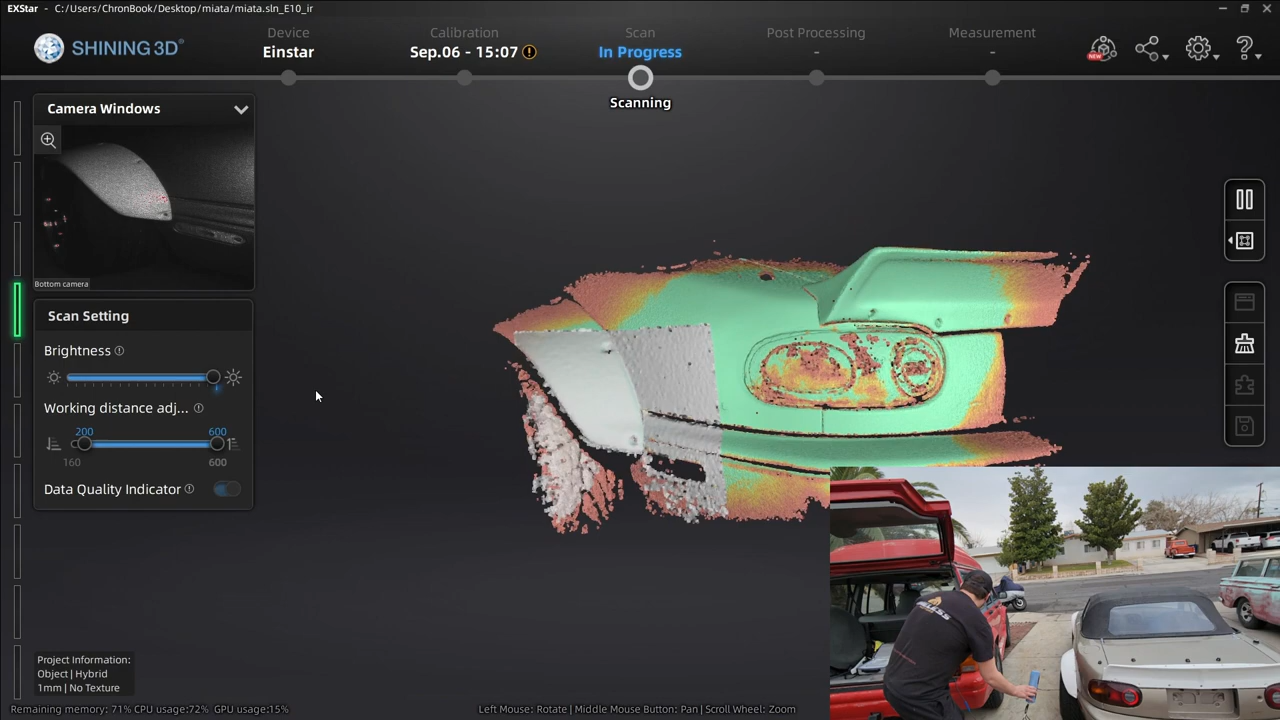 EXStar - C:/Users/ChronBook/Desktop/miata/miata.sln_E10_ir
SHINING 3D®
Device
Einstar
Calibration
Sep.06 - 15:07
Scan
In Progress
Scanning
Post Processing
-
Measurement
-
NEW
Camera Windows
Bottom camera
Scan Setting
Brightness
Working distance adj...
200 600
160 600
Data Quality Indicator
Project Information:
Object | Hybrid
1mm | No Texture
Remaining memory: 71% CPU usage:72% GPU usage:15%
Left Mouse: Rotate | Middle Mouse Button: Pan | Scroll Wheel: Zoom